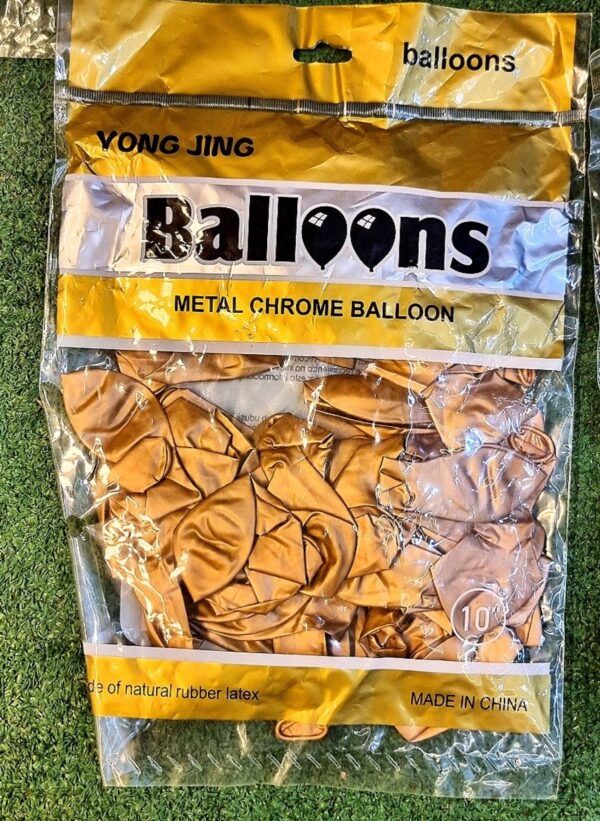 balloons
YONG JING
Balloons
METAL CHROME BALLOON
10"
de of natural rubber latex
MADE IN CHINA